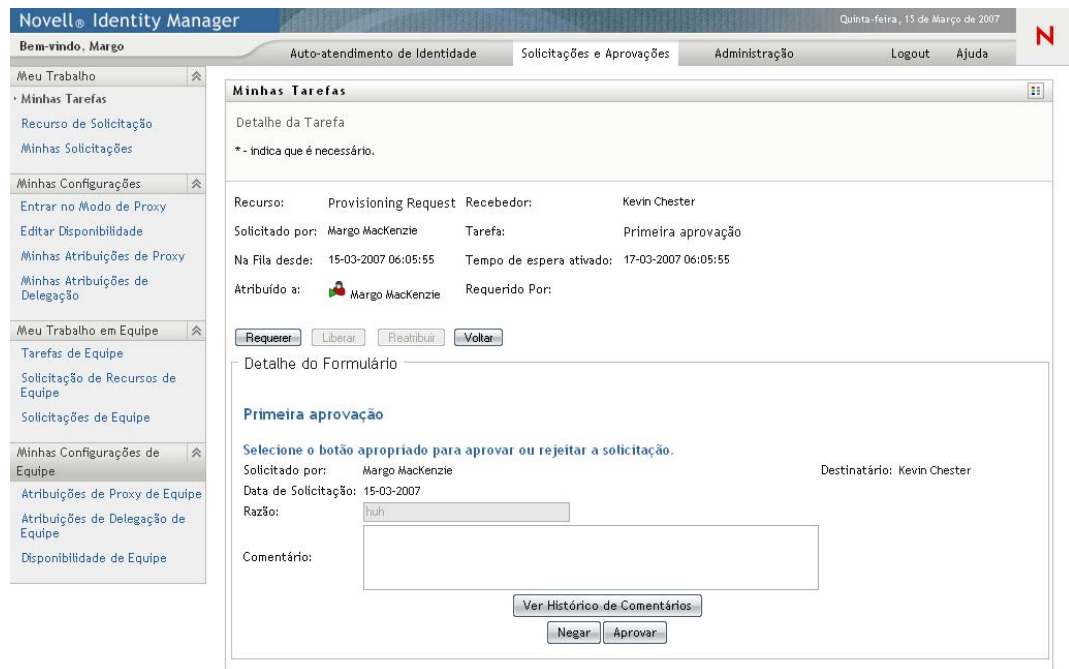 Novell® Identity Manager
Quinta-feira, 15 de Março de 2007
N
Bem-vindo, Margo
Auto-atendimento de Identidade
Solicitações e Aprovações
Administração
Logout
Ajuda
Meu Trabalho
Minhas Tarefas
Recurso de Solicitação
Minhas Solicitações
Minhas Configurações
Entrar no Modo de Proxy
Editar Disponibilidade
Minhas Atribuições de Proxy
Minhas Atribuições de
Delegação
Meu Trabalho em Equipe
Tarefas de Equipe
Solicitação de Recursos de
Equipe
Solicitações de Equipe
Minhas Configurações de
Equipe
Atribuições de Proxy de Equipe
Atribuições de Delegação de
Equipe
Disponibilidade de Equipe
Minhas Tarefas
Detalhe da Tarefa
* - indica que é necessário.
Recurso: Provisioning Request Recebedor: Kevin Chester
Solicitado por: Margo MacKenzie Tarefa: Primeira aprovação
Na Fila desde: 15-03-2007 06:05:55 Tempo de espera ativado: 17-03-2007 06:05:55
Atribuído a: Margo MacKenzie Requerido Por:
Requerer Liberar Reatribuir Voltar
Detalhe do Formulário
Primeira aprovação
Selecione o botão apropriado para aprovar ou rejeitar a solicitação.
Solicitado por: Margo MacKenzie Destinatário: Kevin Chester
Data de Solicitação: 15-03-2007
Razão: huh
Comentário:
Ver Histórico de Comentários
Negar Aprovar